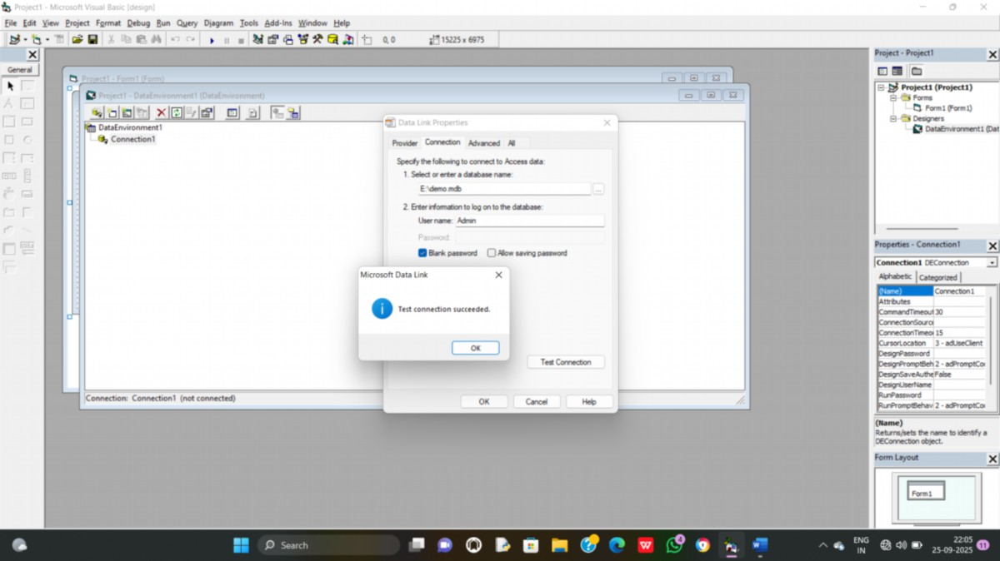 Project1 - Microsoft Visual Basic [design]
File Edit View Project Format Debug Run Query Diagram Tools Add-Ins Window Help
0, 0
15225 x 6975
General
Project1 - Form1 (Form)
Project1 - DataEnvironment1 (DataEnvironment)
DataEnvironment1
Connection1
Connection: Connection1 (not connected)
Data Link Properties
Provider Connection Advanced All
Specify the following to connect to Access data:
1. Select or enter a database name:
E:\demo.mdb
...
2. Enter information to log on to the database:
User name: Admin
Password:
Blank password Allow saving password
Test Connection
OK Cancel Help
Microsoft Data Link
Test connection succeeded.
OK
Project - Project1
Project1 (Project1)
Forms
Form1 (Form1)
Designers
DataEnvironment1 (Dat
Properties - Connection1
Connection1 DEConnection
Alphabetic Categorized
(Name) Connection1
Attributes
CommandTimeout 30
ConnectionSource
ConnectionTimeou 15
CursorLocation 3 - adUseClient
DesignPassword
DesignPromptBeh 2 - adPromptCo
DesignSaveAuthe False
DesignUserName
RunPassword
RunPromptBehav 2 - adPromptCo
(Name)
Returns/sets the name to identify a
DEConnection object.
Form Layout
Form1
Search
4
ENG
IN
22:05
25-09-2025
11